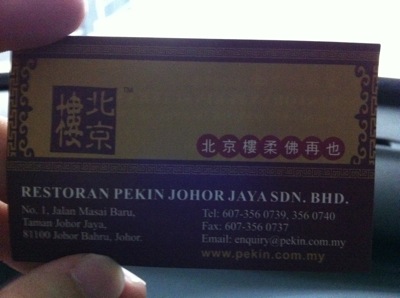 北京樓
TM
北京樓柔佛再也
RESTORAN PEKIN JOHOR JAYA SDN. BHD.
No. 1, Jalan Masai Baru,
Taman Johor Jaya,
81100 Johor Bahru, Johor.
Tel: 607-356 0739, 356 0740
Fax: 607-356 0737
Email: enquiry@pekin.com.my
www.pekin.com.my